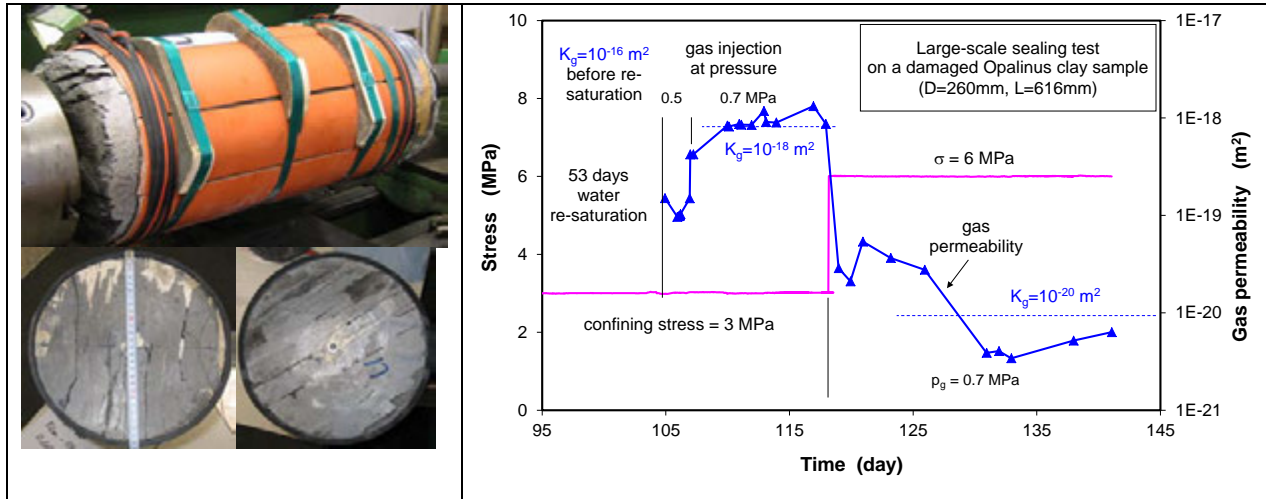 10
8
6
4
2
0
Stress (MPa)
Kg=10-16 m2
before re-
saturation
gas injection
at pressure
0.5
0.7 MPa
53 days
water
re-saturation
Kg=10-18 m2
Large-scale sealing test
on a damaged Opalinus clay sample
(D=260mm, L=616mm)
σ = 6 MPa
gas
permeability
Kg=10-20 m2
confining stress = 3 MPa
pg = 0.7 MPa
1E-17
1E-18
1E-19
1E-20
1E-21
Gas permeability (m2)
95
105
115
125
135
145
Time (day)